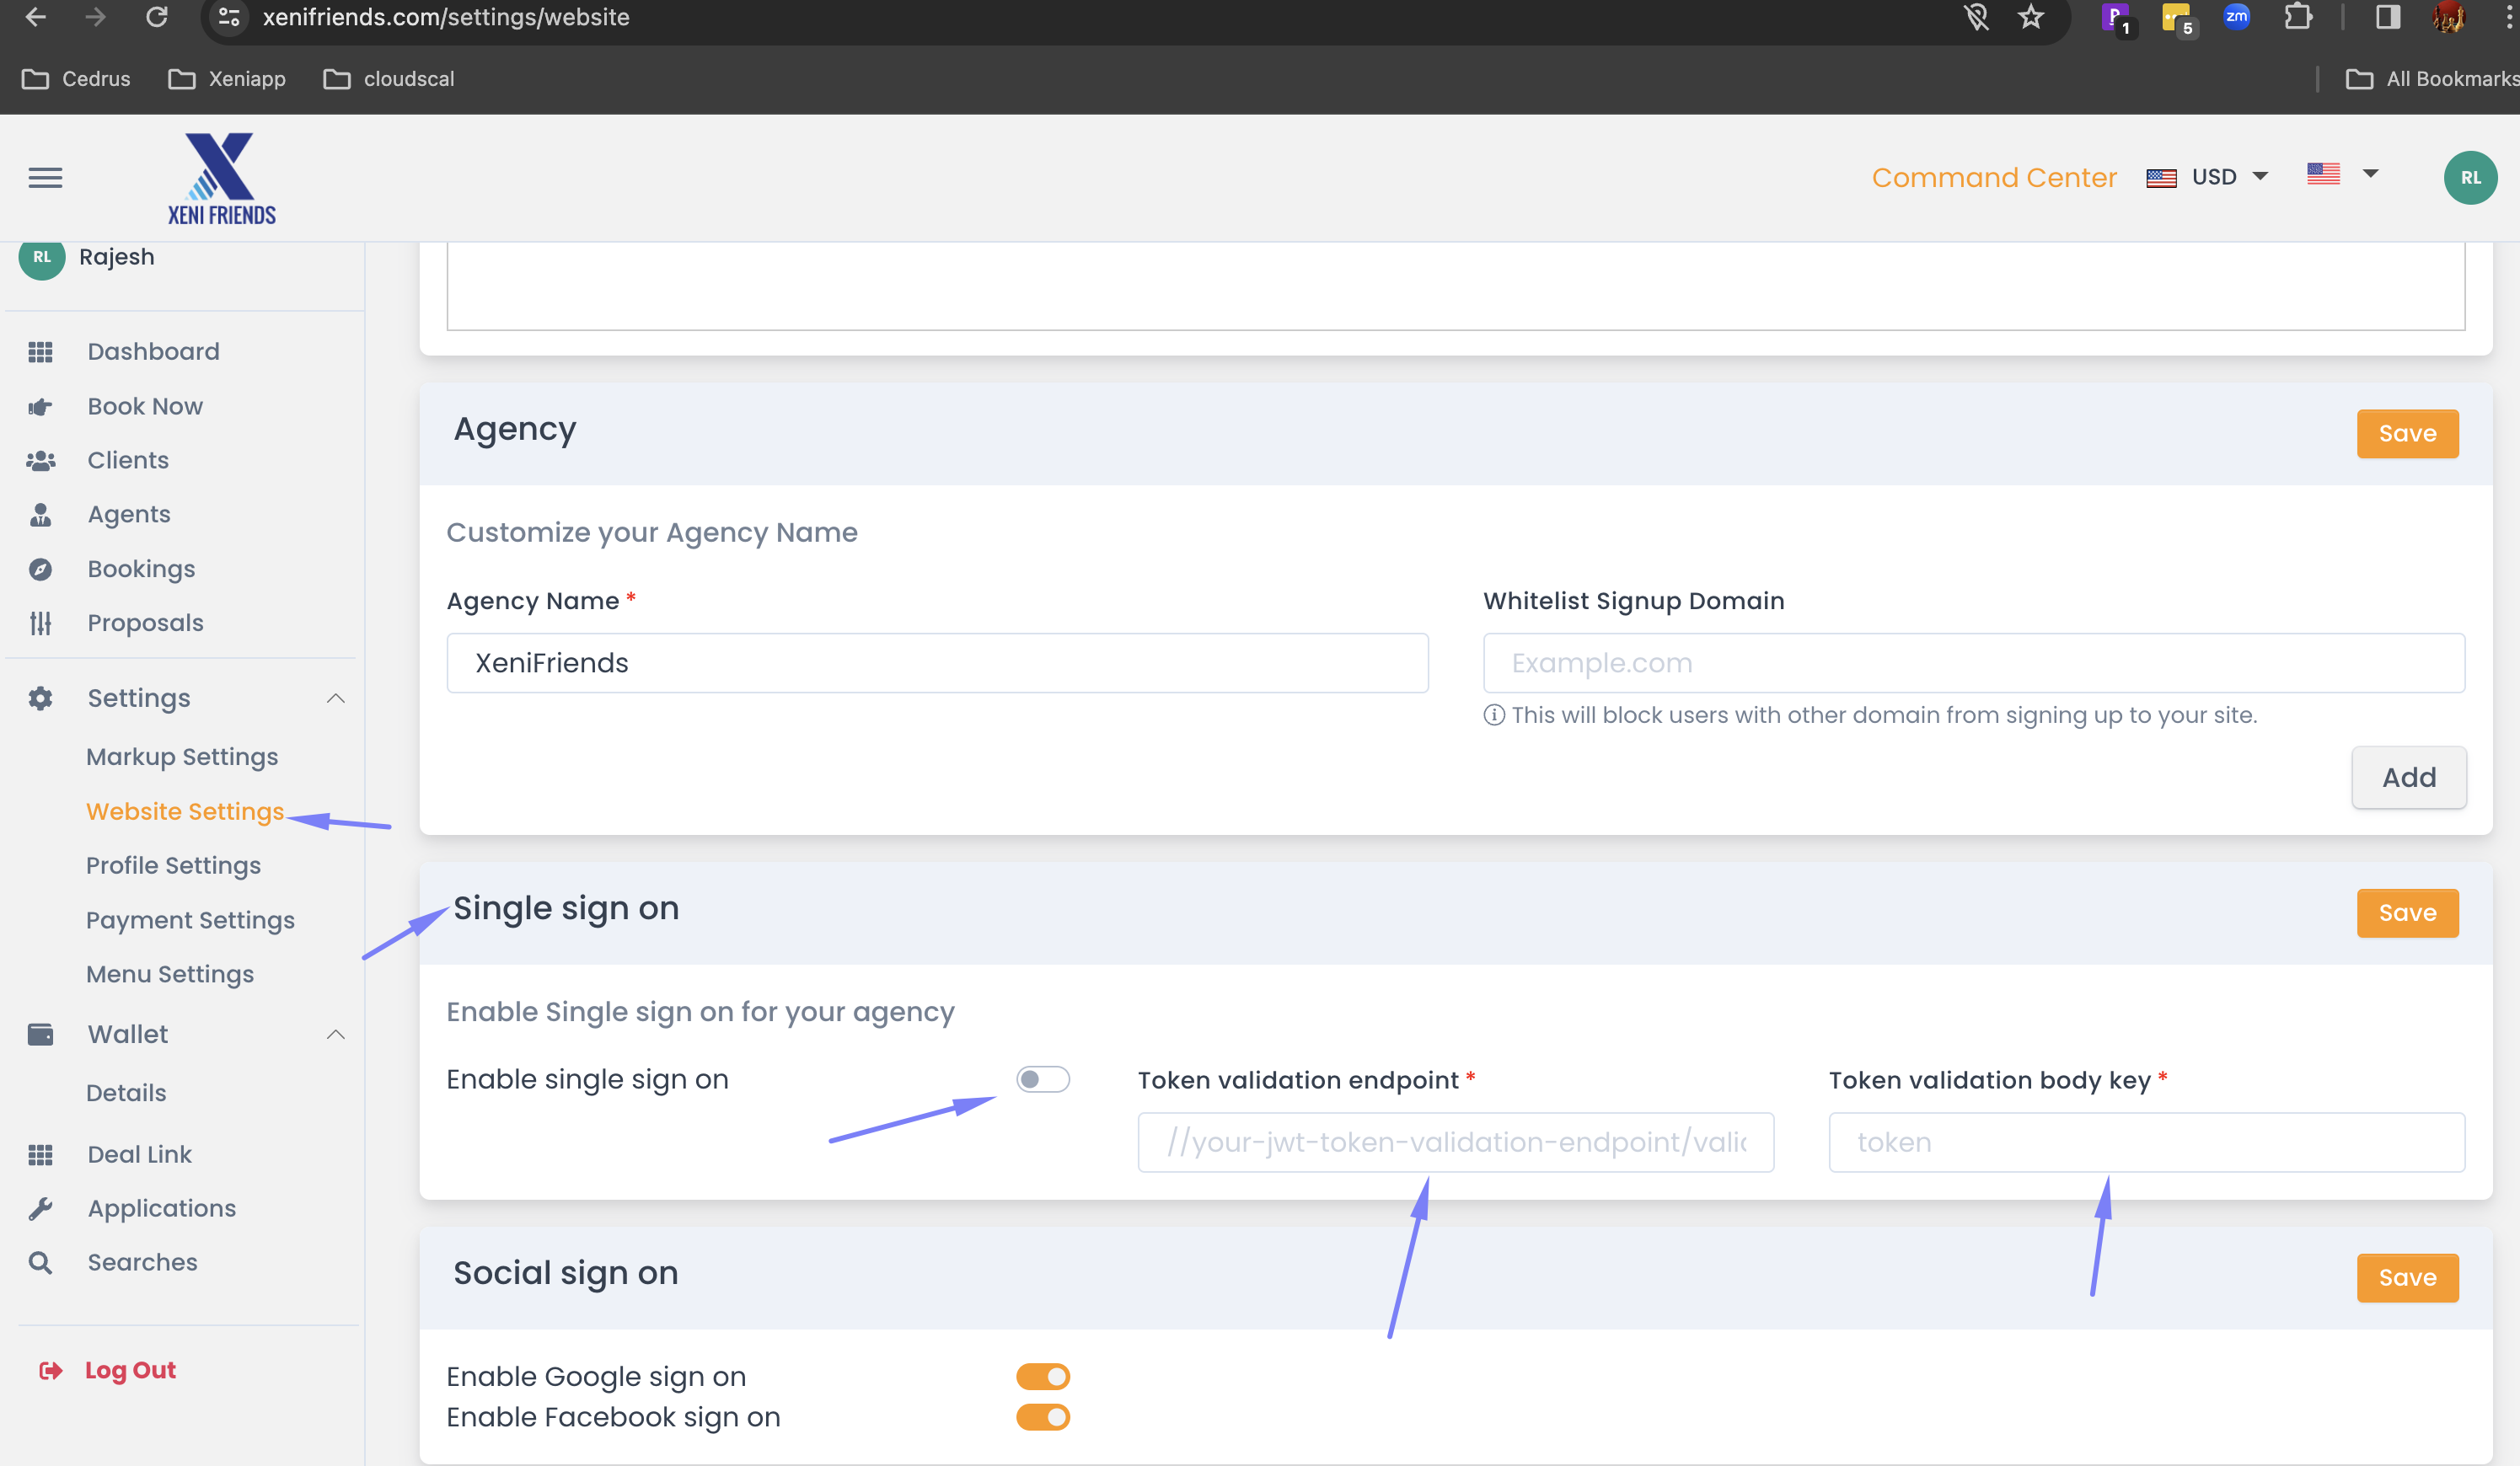 xenifriends.com/settings/website
1
5
zm
Cedrus
Xeniapp
cloudscal
All Bookmarks
XENI FRIENDS
Command Center
USD
RL
RL
Rajesh
Dashboard
Book Now
Clients
Agents
Bookings
Proposals
Settings
Markup Settings
Website Settings
Profile Settings
Payment Settings
Menu Settings
Wallet
Details
Deal Link
Applications
Searches
Log Out
Agency
Save
Customize your Agency Name
Agency Name *
Whitelist Signup Domain
XeniFriends
Example.com
This will block users with other domain from signing up to your site.
Add
Single sign on
Save
Enable Single sign on for your agency
Enable single sign on
Token validation endpoint *
Token validation body key *
//your-jwt-token-validation-endpoint/valid
token
Social sign on
Save
Enable Google sign on
Enable Facebook sign on